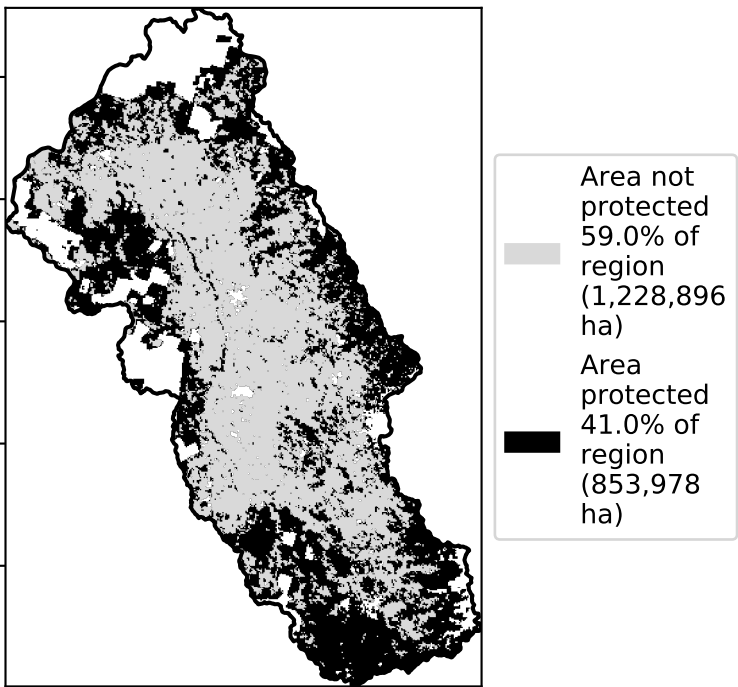 Area not
protected
59.0% of
region
(1,228,896
ha)
Area
protected
41.0% of
region
(853,978
ha)